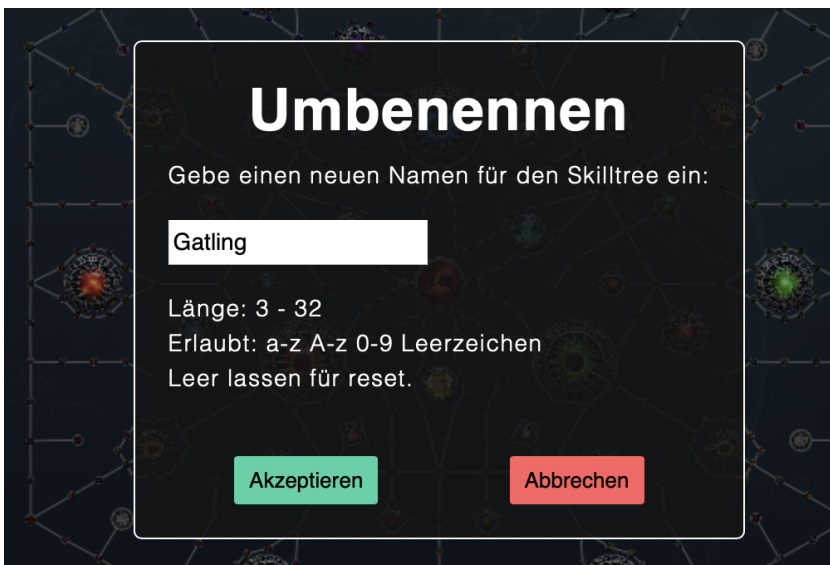 Umbenennen
Gebe einen neuen Namen für den Skilltree ein:
Gatling
Länge: 3 - 32
Erlaubt: a-z A-z 0-9 Leerzeichen
Leer lassen für reset.
Akzeptieren
Abbrechen